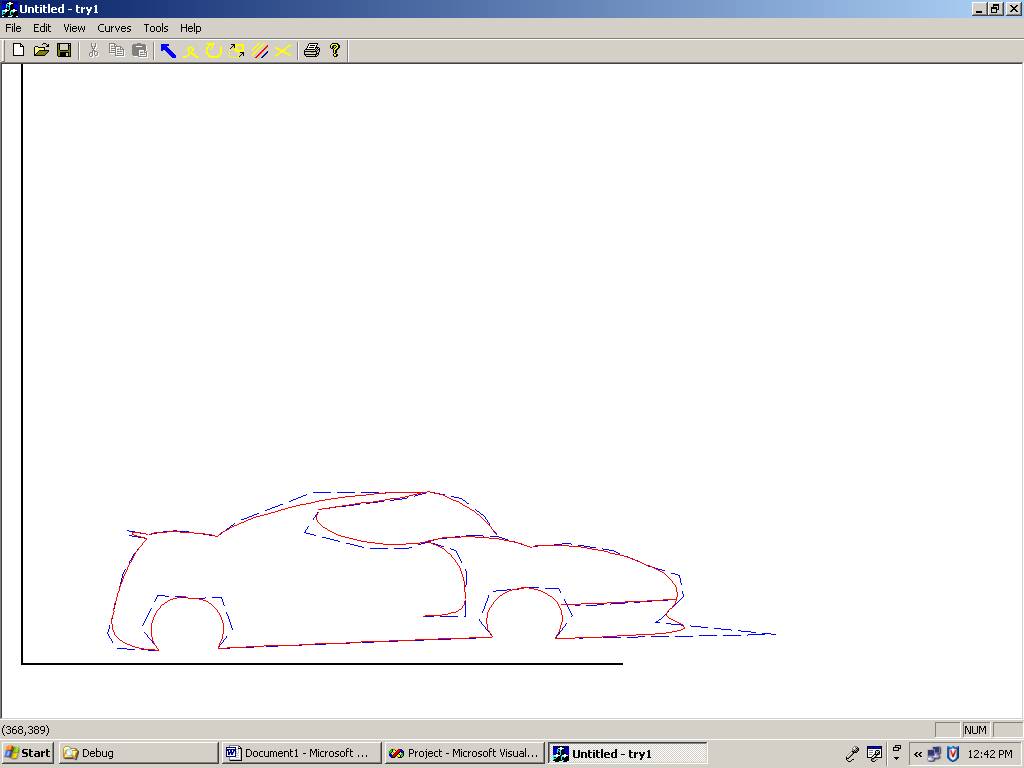 Untitled - try1
File Edit View Curves Tools Help
(368,389)
NUM
Start Debug Document1 - Microsoft ... Project - Microsoft Visual... Untitled - try1 « 12:42 PM